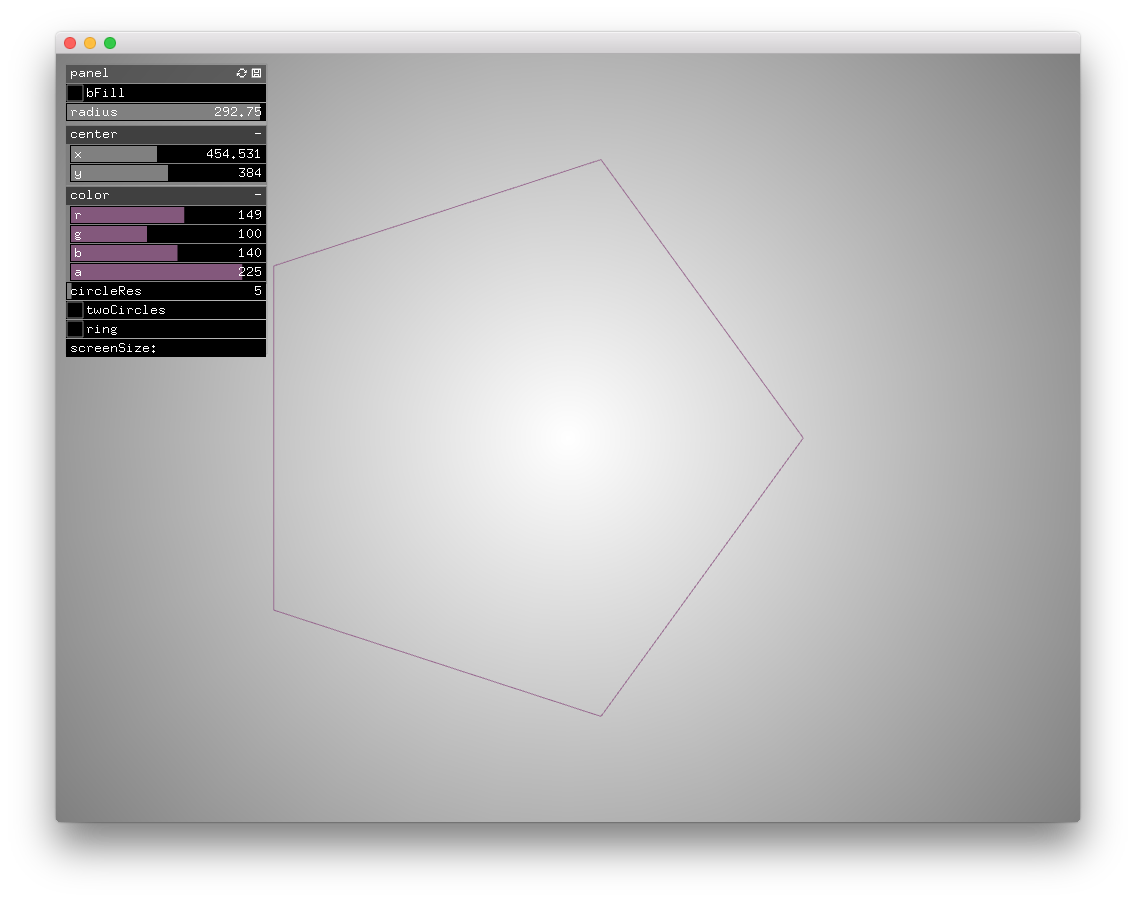 panel
bFill
radius 292.75
center -
x 454.531
y 384
color -
r 149
g 100
b 140
a 225
circleRes 5
twoCircles
ring
screenSize: